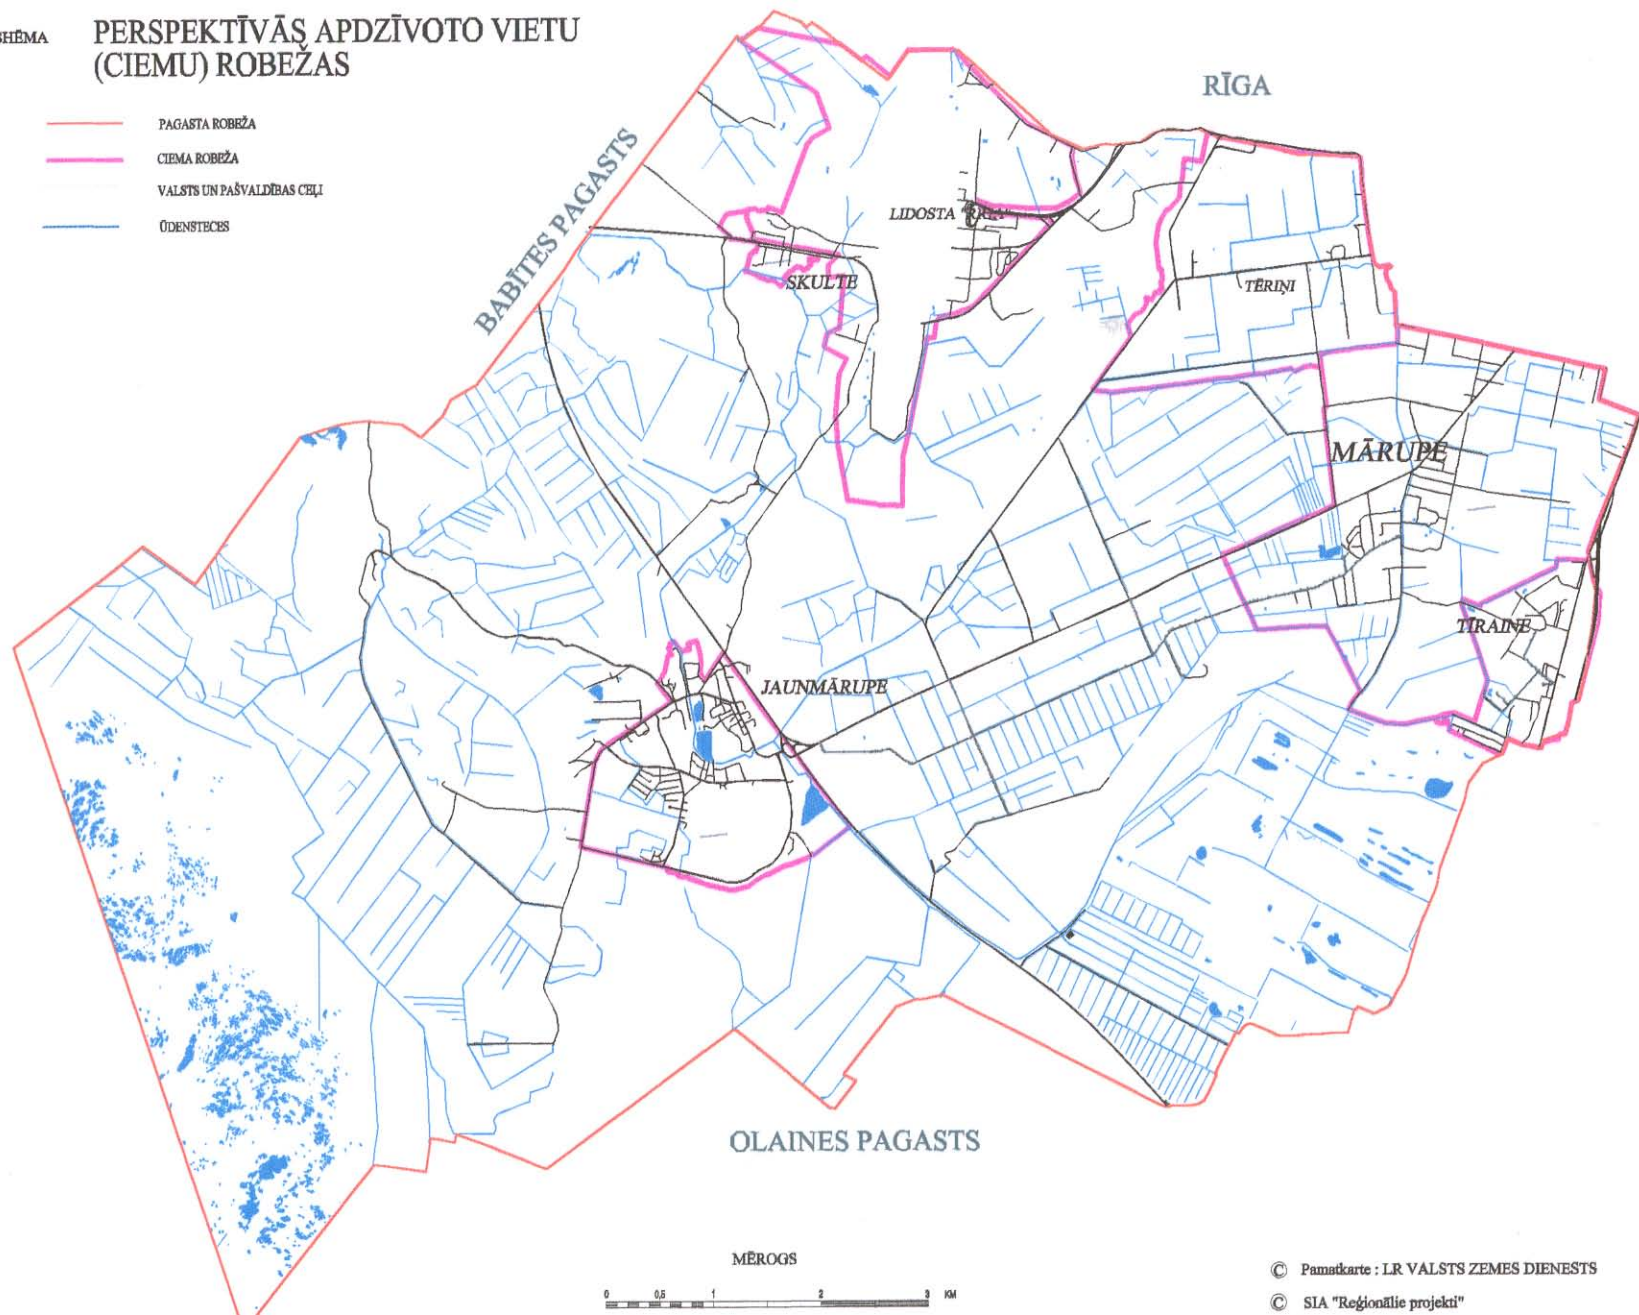 PERSPEKTĪVĀS APDZĪVOTO VIETU
(CIEMU) ROBEŽAS
PAGASTA ROBEŽA
CIEMA ROBEŽA
VALSTS UN PAŠVALDĪBAS CEĻI
ŪDENSTECES
RĪGA
BABĪTES PAGASTS
LIDOSTA
SKULTE
TĒRIŅI
MĀRUPE
TĪRAINE
JAUNMĀRUPE
OLAINES PAGASTS
MĒROGS
0 0,5 1 2 3 KM
© Pamatkarte : LR VALSTS ZEMES DIENESTS
© SIA "Reģionālie projekti"